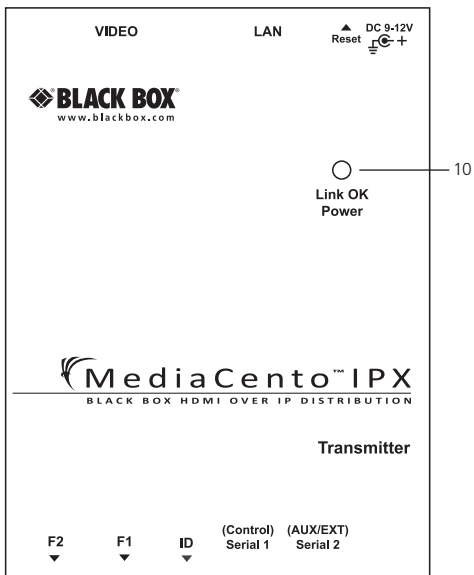 VIDEO LAN Reset DC 9-12V
BLACK BOX®
www.blackbox.com
10
Link OK
Power
MediaCento™ IPX
BLACK BOX HDMI OVER IP DISTRIBUTION
Transmitter
F2 F1 ID (Control) Serial 1 (AUX/EXT) Serial 2